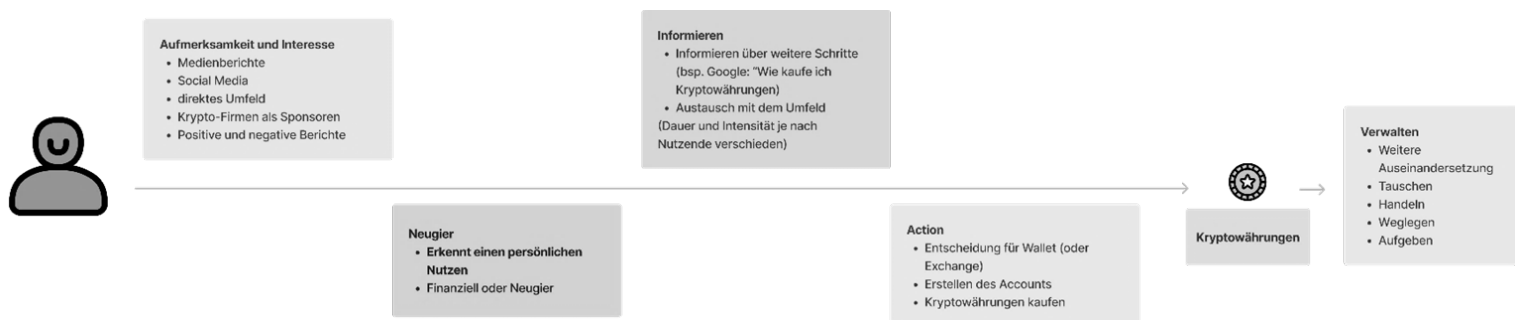 Aufmerksamkeit und Interesse
• Medienberichte
• Social Media
• direktes Umfeld
• Krypto-Firmen als Sponsoren
• Positive und negative Berichte
Neugier
• Erkennt einen persönlichen
Nutzen
• Finanziell oder Neugier
Informieren
• Informieren über weitere Schritte
(bsp. Google: "Wie kaufe ich
Kryptowährungen)
• Austausch mit dem Umfeld
(Dauer und Intensität je nach
Nutzende verschieden)
Action
• Entscheidung für Wallet (oder
Exchange)
• Erstellen des Accounts
• Kryptowährungen kaufen
Kryptowährungen
Verwalten
• Weitere
Auseinandersetzung
• Tauschen
• Handeln
• Weglegen
• Aufgeben